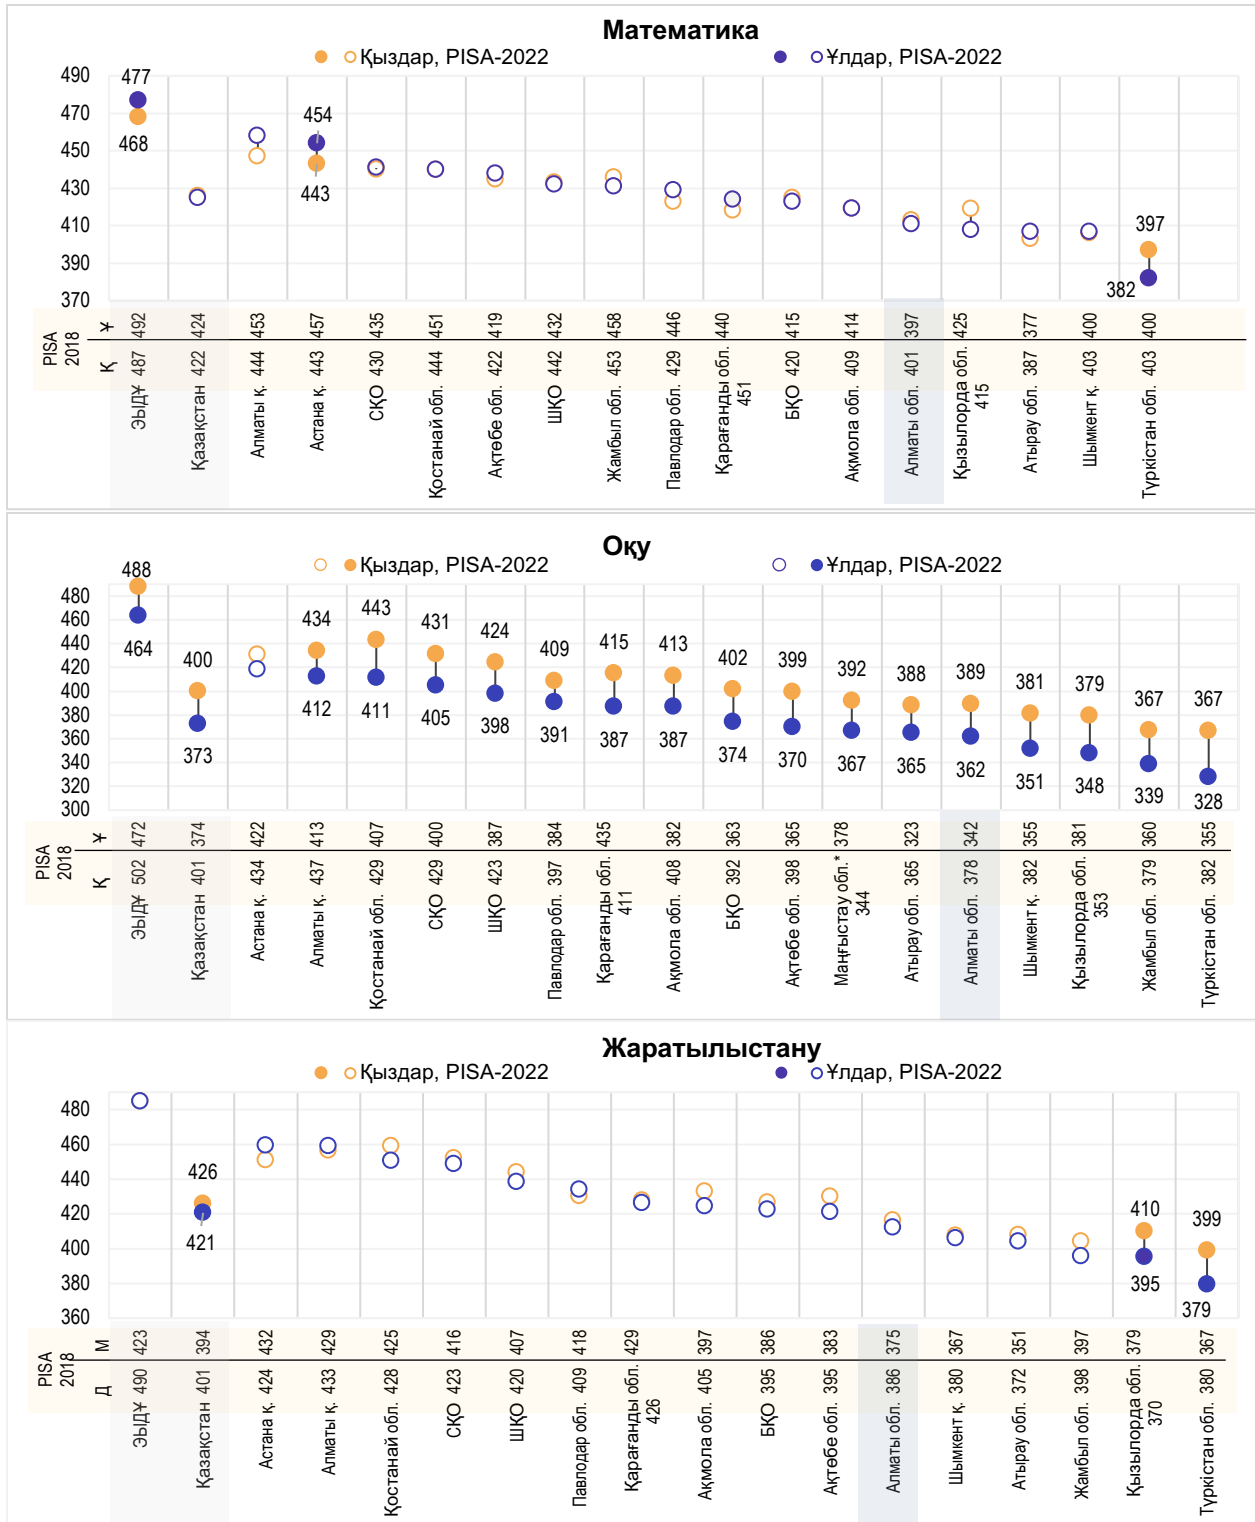 Математика
Қыздар, PISA-2022
Ұлдар, PISA-2022
490
470
450
430
410
390
370
477
468
454
443
397
382
PISA 2018
Ұ 492 424 453 457 435 451 419 432 458 446 440 415 414 397 425 377 400 400
Қ
ЭЫДҰ 487
Қазақстан 422
Алматы қ. 444
Астана қ. 443
СҚО 430
Қостанай обл. 444
Ақтөбе обл. 422
ШҚО 442
Жамбыл обл. 453
Павлодар обл. 429
Қарағанды обл. 451
БҚО 420
Ақмола обл. 409
Алматы обл. 401
Қызылорда обл. 415
Атырау обл. 387
Шымкент қ. 403
Түркістан обл. 403
Оқу
Қыздар, PISA-2022
Ұлдар, PISA-2022
480
460
440
420
400
380
360
340
320
300
488 400 434 443 431 424 409 415 413 402 399 392 388 389 381 379 367 367
464 373 412 411 405 398 391 387 387 374 370 367 365 362 351 348 339 328
PISA 2018
Ұ 472 374 422 413 407 400 387 384 435 382 363 365 378 323 342 355 381 360 355
Қ
ЭЫДҰ 502
Қазақстан 401
Астана қ. 434
Алматы қ. 437
Қостанай обл. 429
СҚО 429
ШҚО 423
Павлодар обл. 397
Қарағанды обл. 411
Ақмола обл. 408
БҚО 392
Ақтөбе обл. 398
Маңғыстау обл.* 344
Атырау обл. 365
Алматы обл. 378
Шымкент қ. 382
Қызылорда обл. 353
Жамбыл обл. 379
Түркістан обл. 382
Жаратылыстану
Қыздар, PISA-2022
Ұлдар, PISA-2022
480
460
440
420
400
380
360
426
421
410
395
399
379
PISA 2018
М 423 394 432 429 425 416 407 418 429 397 386 383 375 367 351 397 379 367
Д
ЭЫДҰ 490
Қазақстан 401
Астана қ. 424
Алматы қ. 433
Қостанай обл. 428
СҚО 423
ШҚО 420
Павлодар обл. 409
Қарағанды обл. 426
Ақмола обл. 405
БҚО 395
Ақтөбе обл. 395
Алматы обл. 386
Шымкент қ. 380
Атырау обл. 372
Жамбыл обл. 398
Қызылорда обл. 370
Түркістан обл. 380